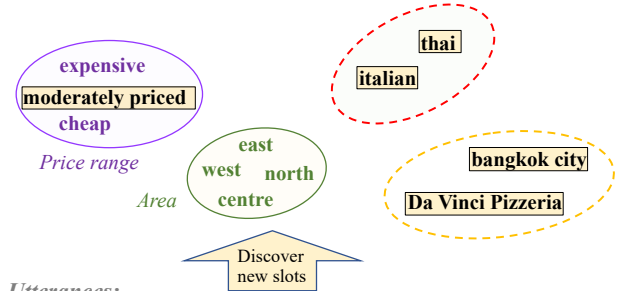 thai
expensive
italian
moderately priced
cheap
east
Price range
west
north
bangkok city
Area
centre
Da Vinci Pizzeria
Discover
new slots
Utterances: